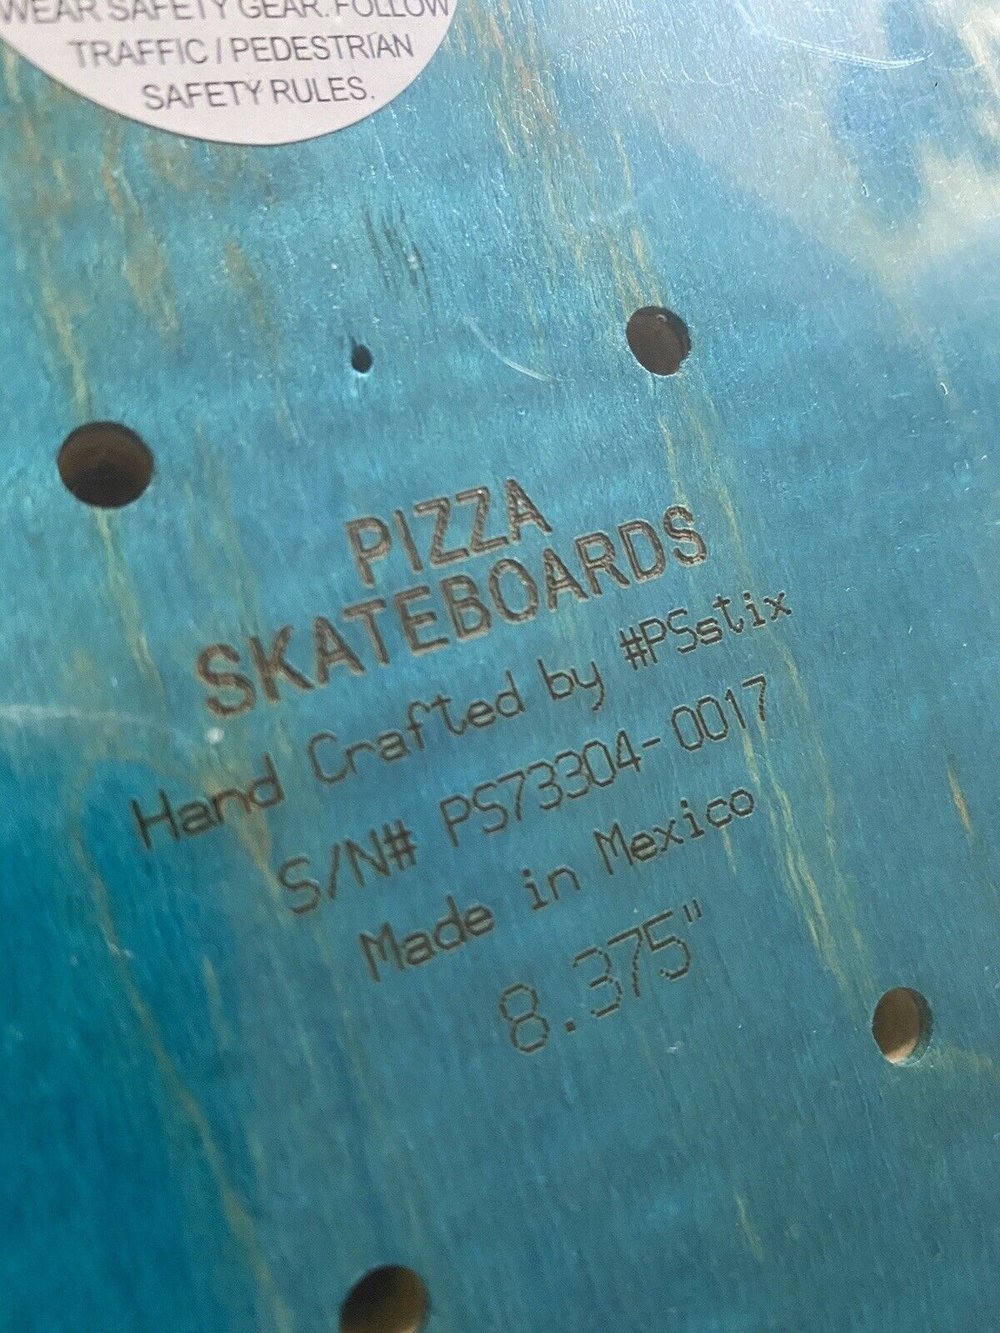 WEAR SAFETY GEAR. FOLLOW
TRAFFIC / PEDESTRIAN
SAFETY RULES.
PIZZA
SKATEBOARDS
Hand Crafted by #PSstix
S/N# PS73304-0017
Made in Mexico
8.375"